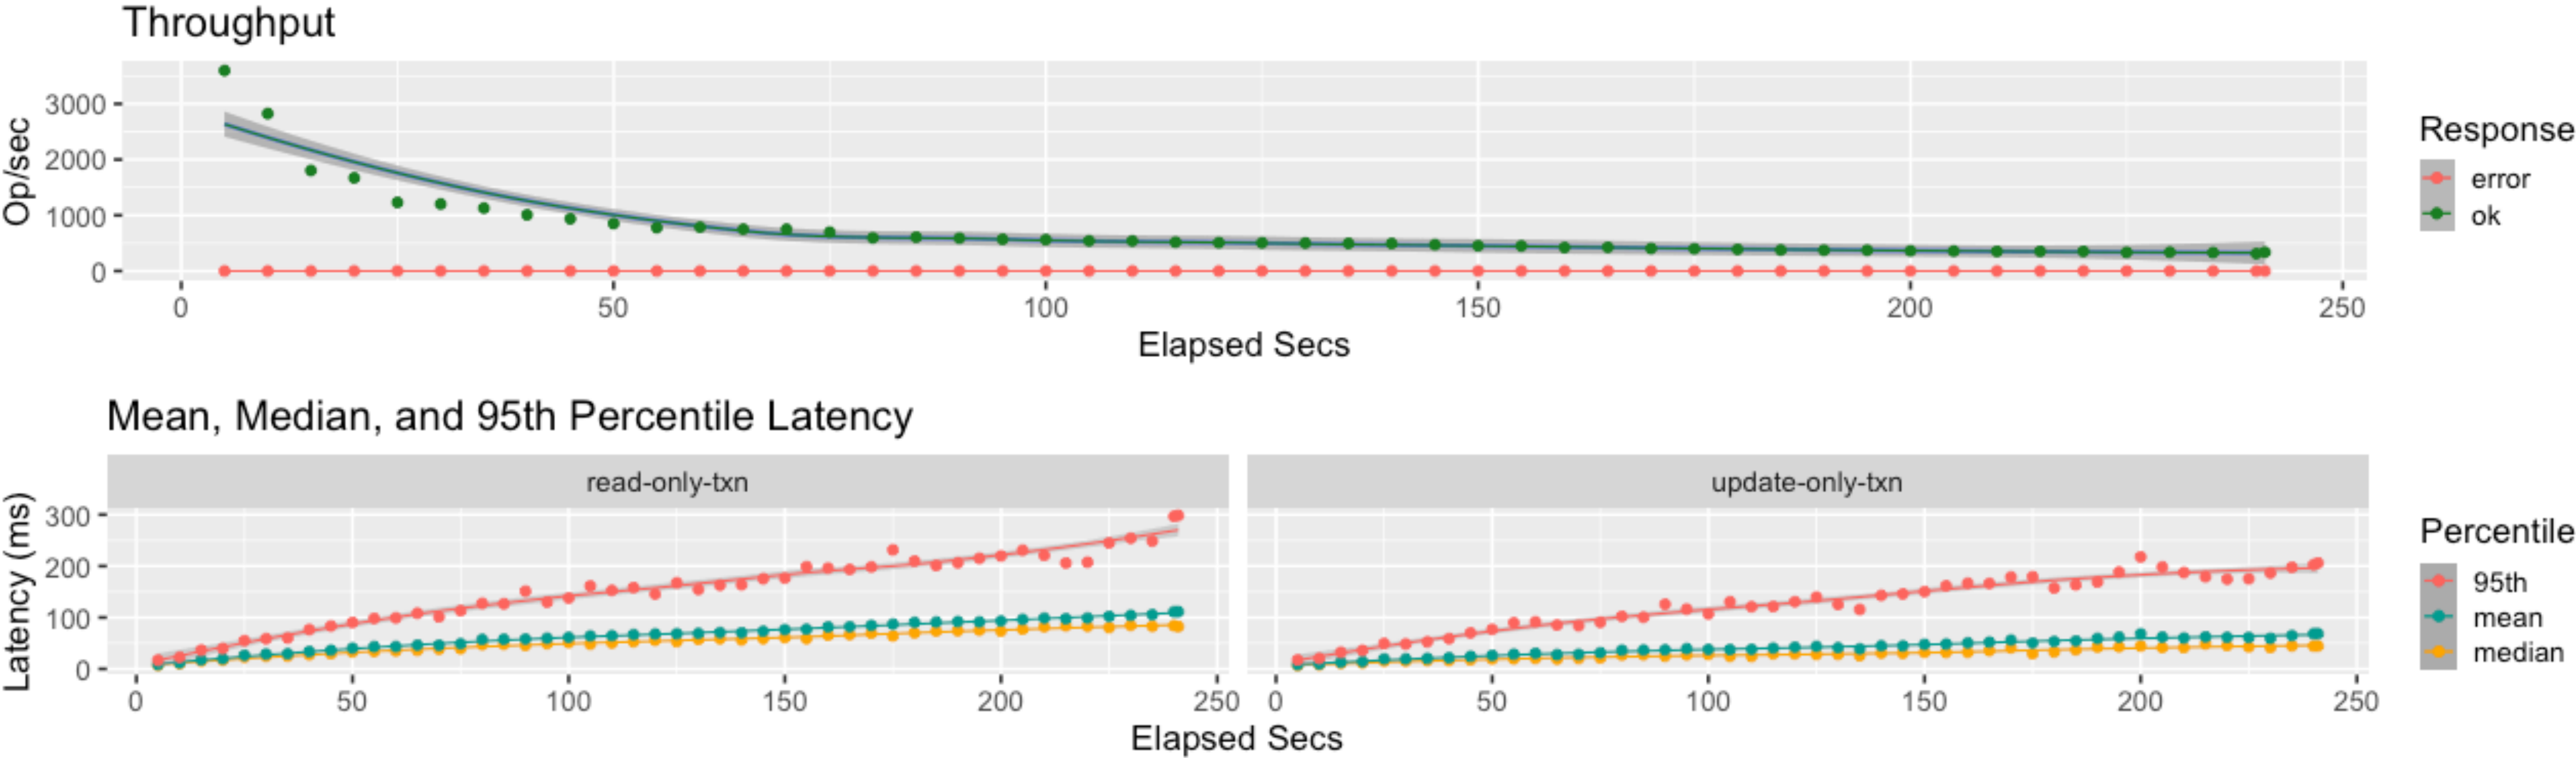 Throughput
Op/sec
3000
2000
1000
0
0 50 100 150 200 250
Elapsed Secs
Response
error
ok
Mean, Median, and 95th Percentile Latency
read-only-txn update-only-txn
Latency (ms)
300
200
100
0
0 50 100 150 200 250 0 50 100 150 200 250
Elapsed Secs
Percentile
95th
mean
median